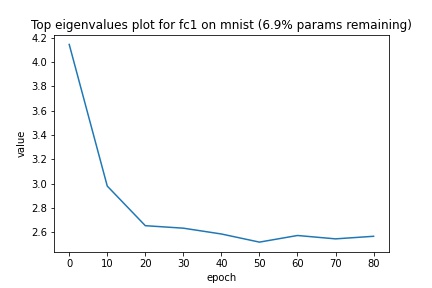 Top eigenvalues plot for fc1 on mnist (6.9% params remaining)
4.2
4.0
3.8
3.6
3.4
3.2
3.0
2.8
2.6
value
0 10 20 30 40 50 60 70 80
epoch